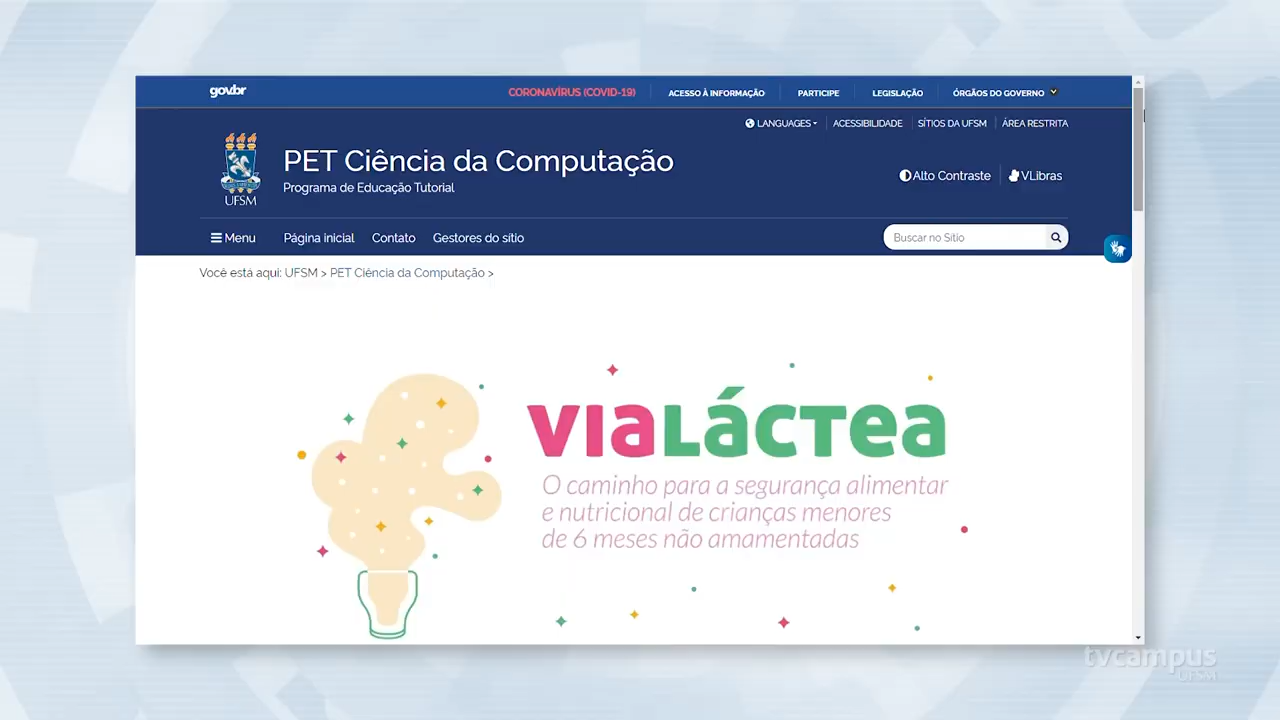 gov.br
CORONAVÍRUS (COVID-19)
ACESSO À INFORMAÇÃO
PARTICIPE
LEGISLAÇÃO
ÓRGÃOS DO GOVERNO
LANGUAGES
ACESSIBILIDADE
SÍTIOS DA UFSM
ÁREA RESTRITA
PET Ciência da Computação
Programa de Educação Tutorial
UFSM
Alto Contraste
VLibras
Menu
Página inicial
Contato
Gestores do sítio
Buscar no Sítio
Você está aqui: UFSM > PET Ciência da Computação >
VIALÁCTEA
O caminho para a segurança alimentar
e nutricional de crianças menores
de 6 meses não amamentadas
tvcampus
UFSM